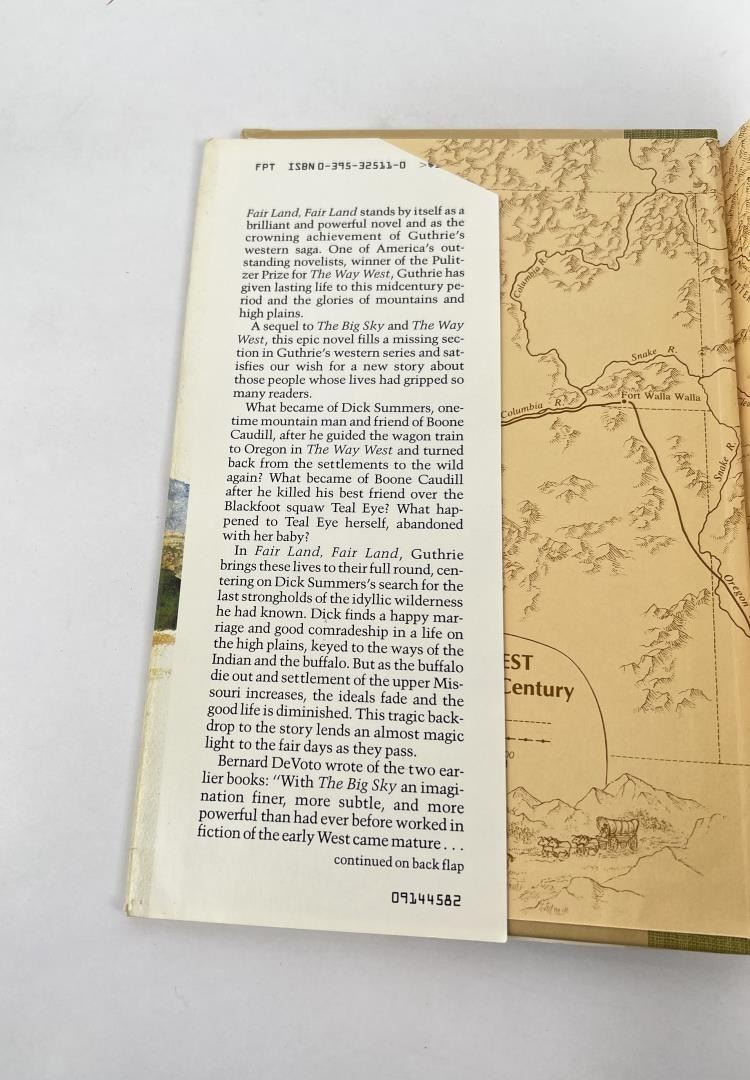 FPT ISBN 0-395-32511-0
Fair Land, Fair Land stands by itself as a
brilliant and powerful novel and as the
crowning achievement of Guthrie's
western saga. One of America's out-
standing novelists, winner of the Pulit-
zer Prize for The Way West, Guthrie has
given lasting life to this midcentury pe-
riod and the glories of mountains and
high plains.
A sequel to The Big Sky and The Way
West, this epic novel fills a missing sec-
tion in Guthrie's western series and sat-
isfies our wish for a new story about
those people whose lives had gripped so
many readers.
What became of Dick Summers, one-
time mountain man and friend of Boone
Caudill, after he guided the wagon train
to Oregon in The Way West and turned
back from the settlements to the wild
again? What became of Boone Caudill
after he killed his best friend over the
Blackfoot squaw Teal Eye? What hap-
pened to Teal Eye herself, abandoned
with her baby?
In Fair Land, Fair Land, Guthrie
brings these lives to their full round, cen-
tering on Dick Summers's search for the
last strongholds of the idyllic wilderness
he had known. Dick finds a happy mar-
riage and good comradeship in a life on
the high plains, keyed to the ways of the
Indian and the buffalo. But as the buffalo
die out and settlement of the upper Mis-
souri increases, the ideals fade and the
good life is diminished. This tragic back-
drop to the story lends an almost magic
light to the fair days as they pass.
Bernard DeVoto wrote of the two ear-
lier books: "With The Big Sky an imagi-
nation finer, more subtle, and more
powerful than had ever before worked in
fiction of the early West came mature . . .
continued on back flap
09144582
Columbia R.
Snake R.
Fort Walla Walla
Columbia R.
Snake R.
Oregon
EST
Century
00